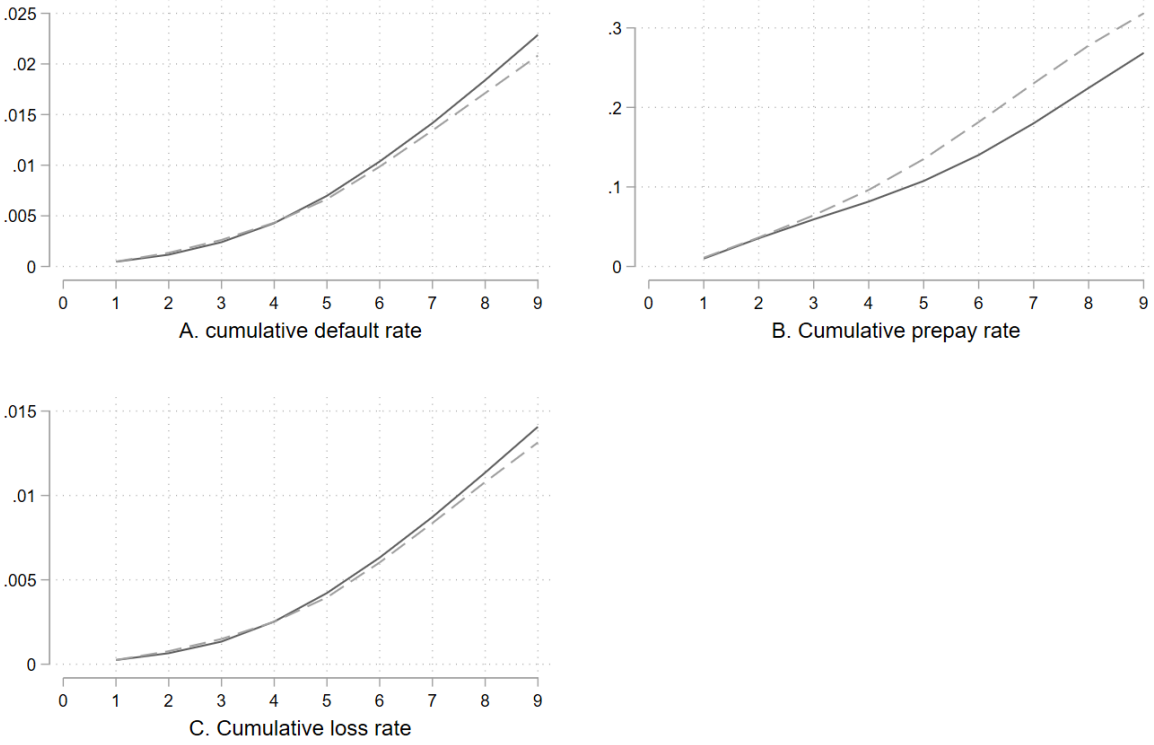 .025
.02
.015
.01
.005
0
0 1 2 3 4 5 6 7 8 9
A. cumulative default rate
.3
.2
.1
0
0 1 2 3 4 5 6 7 8 9
B. Cumulative prepay rate
.015
.01
.005
0
0 1 2 3 4 5 6 7 8 9
C. Cumulative loss rate